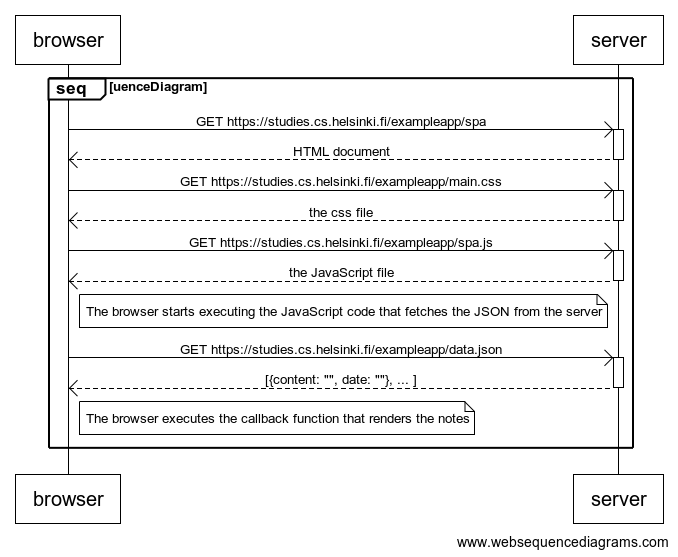 browser server
seq [uenceDiagram]
GET https://studies.cs.helsinki.fi/exampleapp/spa
HTML document
GET https://studies.cs.helsinki.fi/exampleapp/main.css
the css file
GET https://studies.cs.helsinki.fi/exampleapp/spa.js
the JavaScript file
The browser starts executing the JavaScript code that fetches the JSON from the server
GET https://studies.cs.helsinki.fi/exampleapp/data.json
[{content: "", date: ""}, ... ]
The browser executes the callback function that renders the notes
browser server
www.websequencediagrams.com